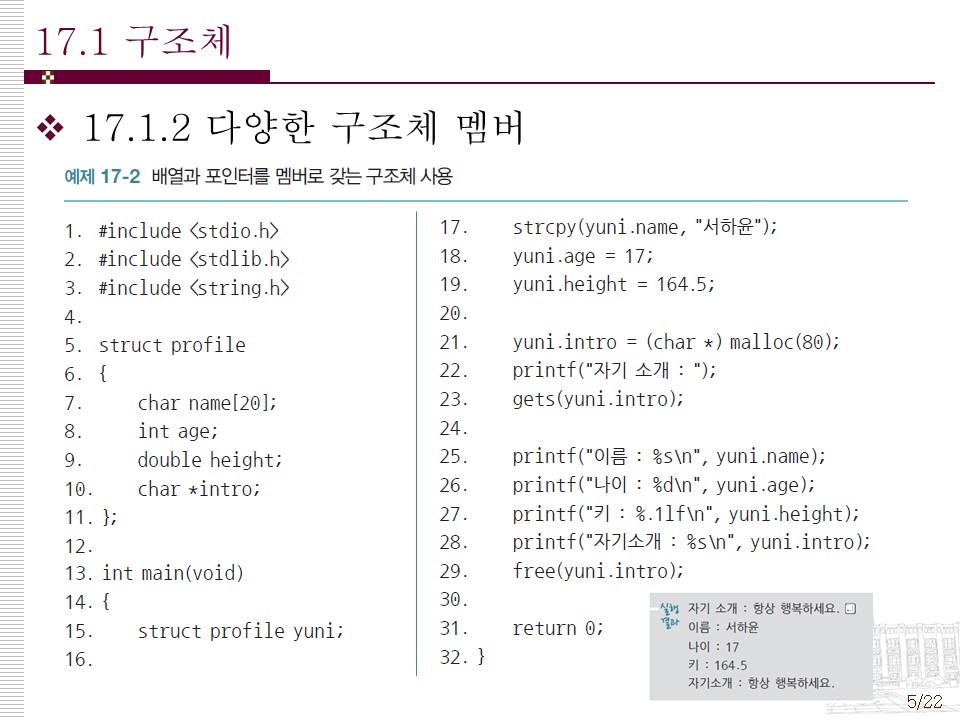 17.1 구조체
❖ 17.1.2 다양한 구조체 멤버
예제 17-2 배열과 포인터를 멤버로 갖는 구조체 사용
1. #include <stdio.h>
2. #include <stdlib.h>
3. #include <string.h>
4.
5. struct profile
6. {
7. char name[20];
8. int age;
9. double height;
10. char *intro;
11. };
12.
13. int main(void)
14. {
15. struct profile yuni;
16.
17. strcpy(yuni.name, "서하윤");
18. yuni.age = 17;
19. yuni.height = 164.5;
20.
21. yuni.intro = (char *) malloc(80);
22. printf("자기 소개 : ");
23. gets(yuni.intro);
24.
25. printf("이름 : %s\n", yuni.name);
26. printf("나이 : %d\n", yuni.age);
27. printf("키 : %.1lf\n", yuni.height);
28. printf("자기소개 : %s\n", yuni.intro);
29. free(yuni.intro);
30.
31. return 0;
32. }
실행
결과
자기 소개 : 항상 행복하세요.
이름 : 서하윤
나이 : 17
키 : 164.5
자기소개 : 항상 행복하세요.
5/22